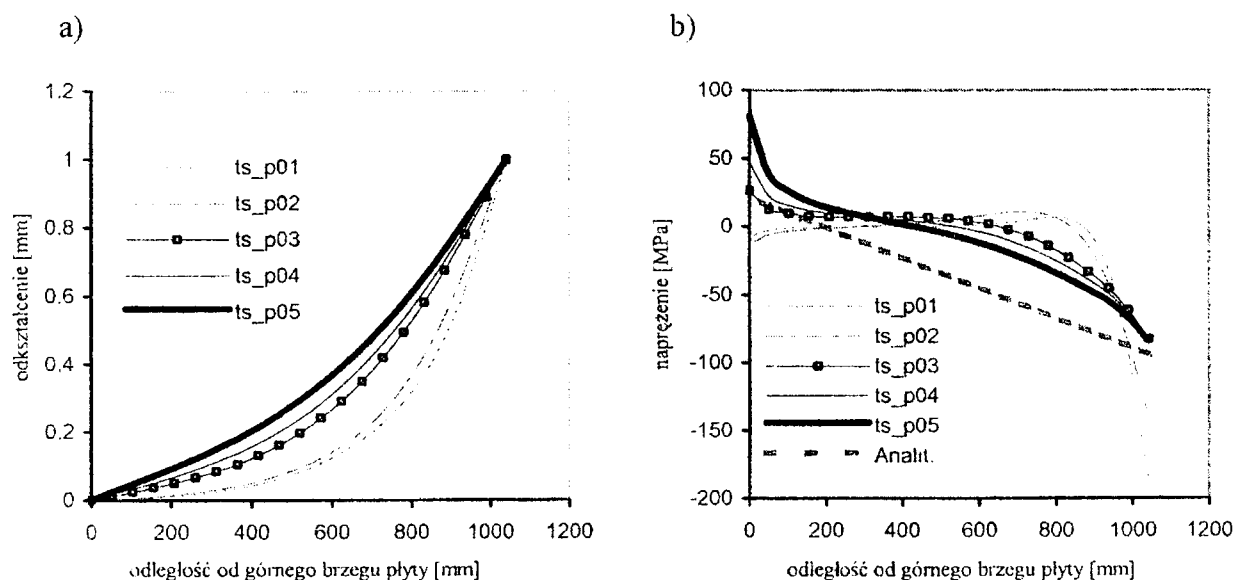 a)
odkształcenie [mm]
1.2
1
0.8
0.6
0.4
0.2
0
ts_p01
ts_p02
ts_p03
ts_p04
ts_p05
0 200 400 600 800 1000 1200
odległość od górnego brzegu płyty [mm]
b)
naprężenie [MPa]
100
50
0
-50
-100
-150
-200
ts_p01
ts_p02
ts_p03
ts_p04
ts_p05
Analit.
0 200 400 600 800 1000 1200
odległość od górnego brzegu płyty [mm]